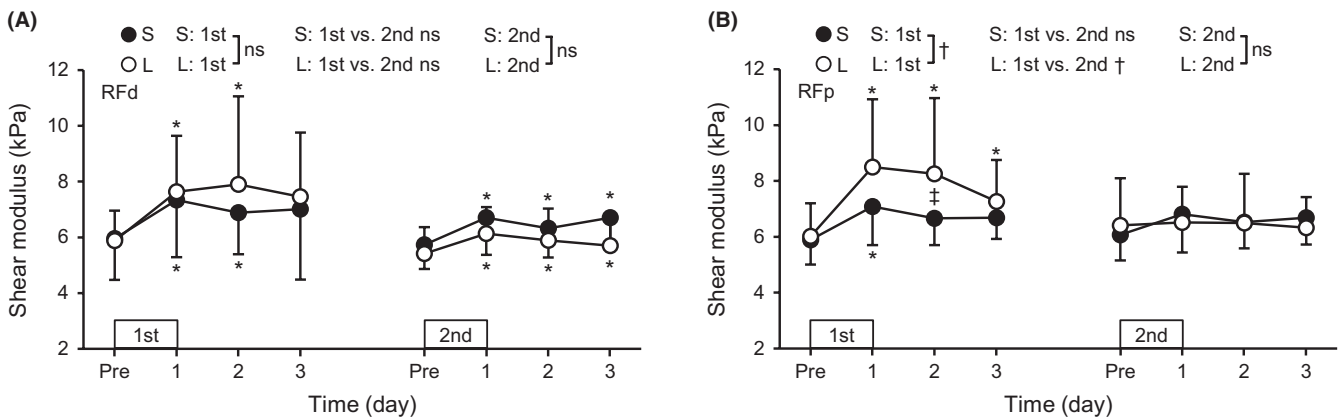 (A)
S S: 1st ns S: 1st vs. 2nd ns S: 2nd ns
L L: 1st L: 1st vs. 2nd ns L: 2nd
12
RFd
* *
10
8
* * *
6
* * * * *
4
1st 2nd
2
Pre 1 2 3 Pre 1 2 3
Time (day)
Shear modulus (kPa)
(B)
S S: 1st † S: 1st vs. 2nd ns S: 2nd ns
L L: 1st L: 1st vs. 2nd † L: 2nd
12
RFp
* *
10
*
8
‡
6
*
4
1st 2nd
2
Pre 1 2 3 Pre 1 2 3
Time (day)
Shear modulus (kPa)